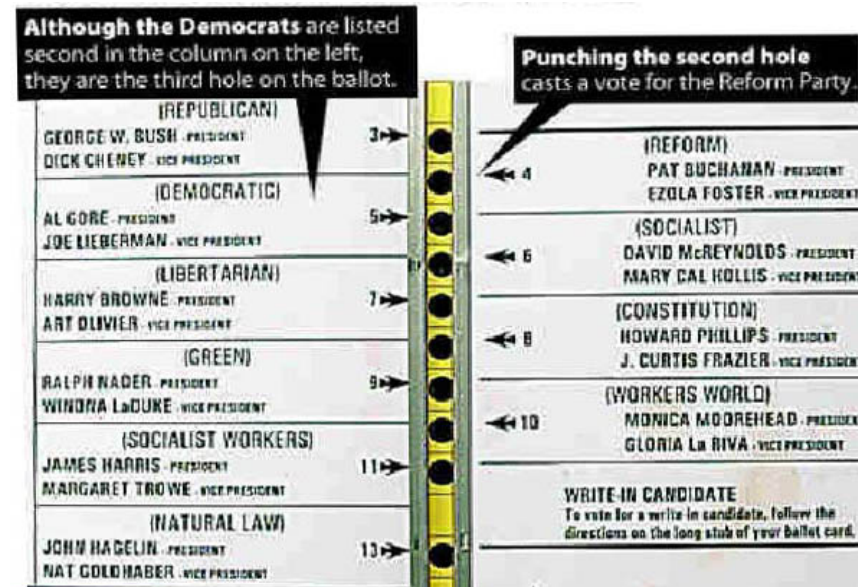 Although the Democrats are listed
second in the column on the left,
they are the third hole on the ballot.
Punching the second hole
casts a vote for the Reform Party.
(REPUBLICAN)
GEORGE W. BUSH - PRESIDENT
DICK CHENEY - VICE PRESIDENT
3
(DEMOCRATIC)
AL GORE - PRESIDENT
JOE LIEBERMAN - VICE PRESIDENT
5
(LIBERTARIAN)
HARRY BROWNE - PRESIDENT
ART OLIVIER - VICE PRESIDENT
7
(GREEN)
RALPH NADER - PRESIDENT
WINONA LaDUKE - VICE PRESIDENT
9
(SOCIALIST WORKERS)
JAMES HARRIS - PRESIDENT
MARGARET TROWE - VICE PRESIDENT
11
(NATURAL LAW)
JOHN HAGELIN - PRESIDENT
NAT GOLDHABER - VICE PRESIDENT
13
(REFORM)
4
PAT BUCHANAN - PRESIDENT
EZOLA FOSTER - VICE PRESIDENT
(SOCIALIST)
6
DAVID McREYNOLDS - PRESIDENT
MARY CAL HOLLIS - VICE PRESIDENT
(CONSTITUTION)
8
HOWARD PHILLIPS - PRESIDENT
J. CURTIS FRAZIER - VICE PRESIDENT
(WORKERS WORLD)
10
MONICA MOOREHEAD - PRESIDENT
GLORIA La RIVA - VICE PRESIDENT
WRITE-IN CANDIDATE
To vote for a write-in candidate, follow the
directions on the long stub of your ballot card.